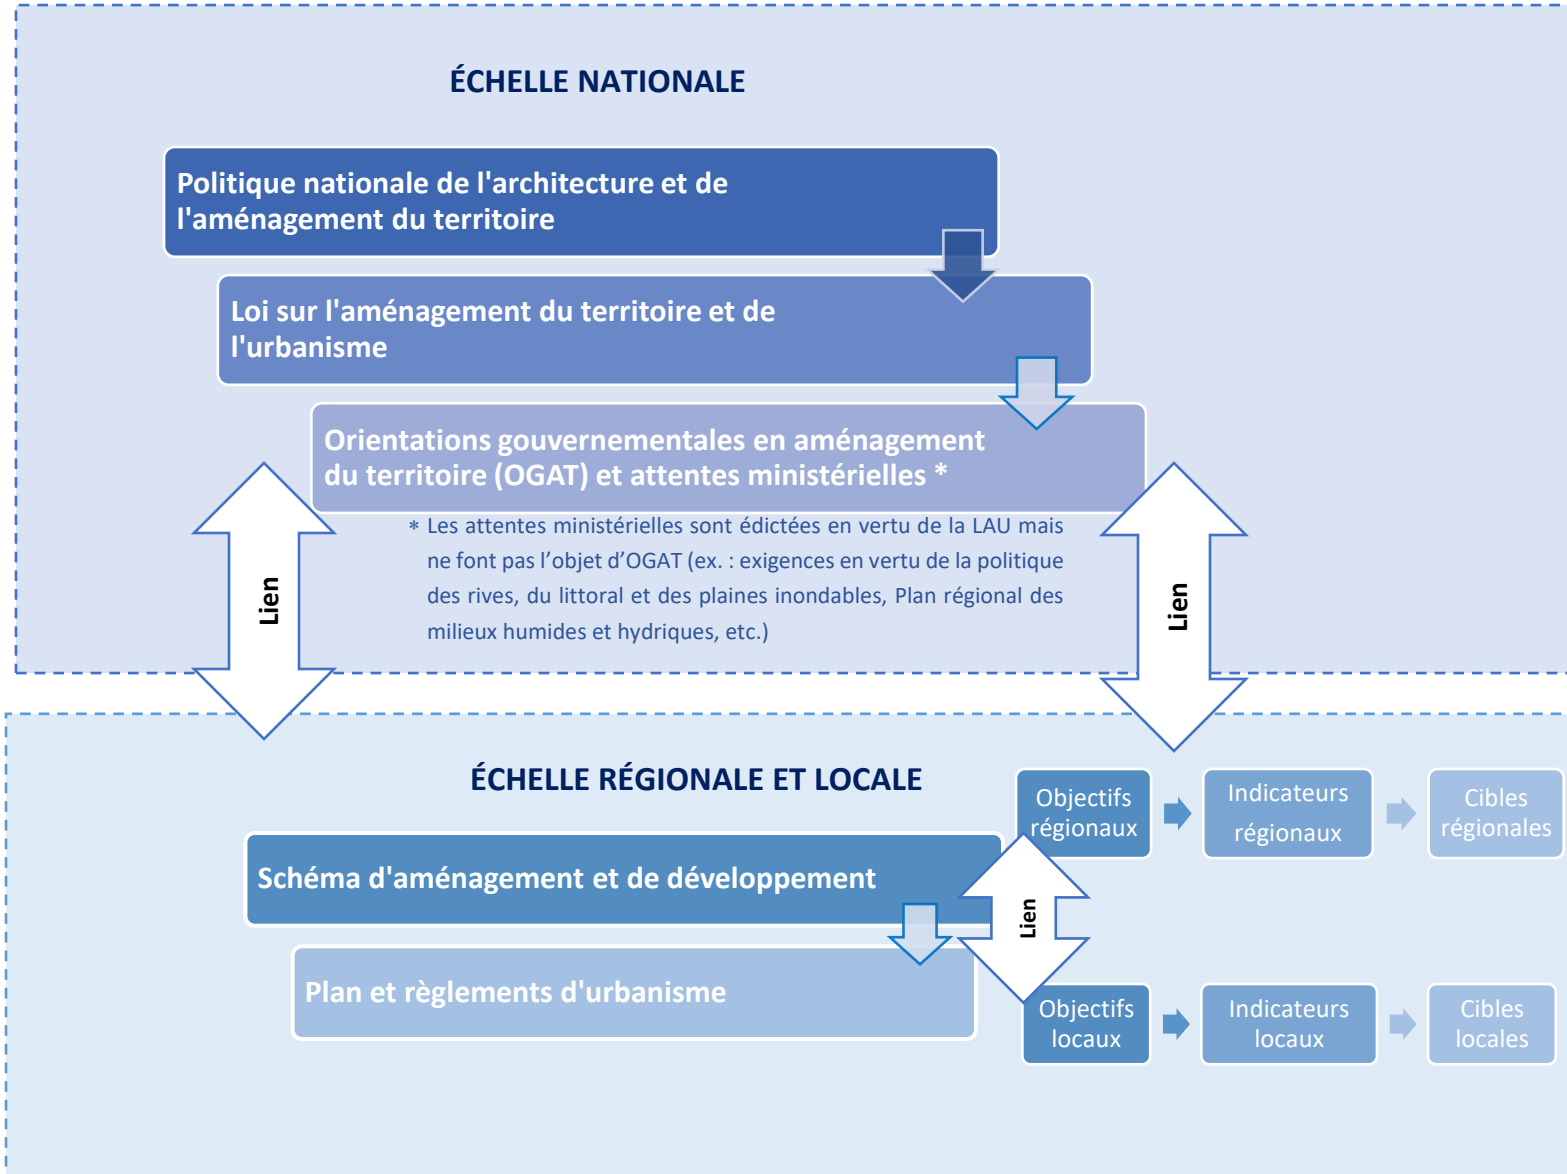 ÉCHELLE NATIONALE
Politique nationale de l'architecture et de
l'aménagement du territoire
Loi sur l'aménagement du territoire et de
l'urbanisme
Orientations gouvernementales en aménagement
du territoire (OGAT) et attentes ministérielles *
* Les attentes ministérielles sont édictées en vertu de la LAU mais
ne font pas l’objet d’OGAT (ex. : exigences en vertu de la politique
des rives, du littoral et des plaines inondables, Plan régional des
milieux humides et hydriques, etc.)
Lien
Lien
ÉCHELLE RÉGIONALE ET LOCALE
Objectifs
régionaux
Indicateurs
régionaux
Cibles
régionales
Schéma d'aménagement et de développement
Lien
Plan et règlements d'urbanisme
Objectifs
locaux
Indicateurs
locaux
Cibles
locales